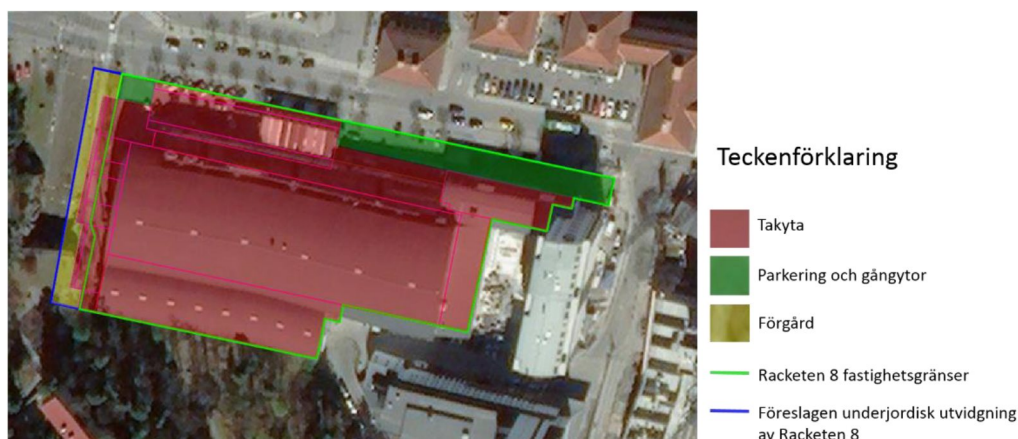 Teckenförklaring
Takyta
Parkering och gångytor
Förgård
Racketen 8 fastighetsgränser
Föreslagen underjordisk utvidgning
av Racketen 8